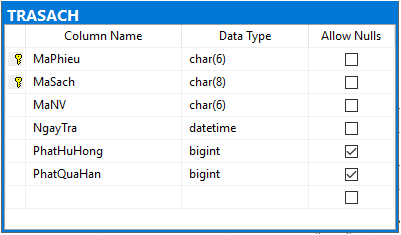 TRASACH
Column Name Data Type Allow Nulls
MaPhieu char(6)
MaSach char(8)
MaNV char(6)
NgayTra datetime
PhatHuHong bigint
PhatQuaHan bigint